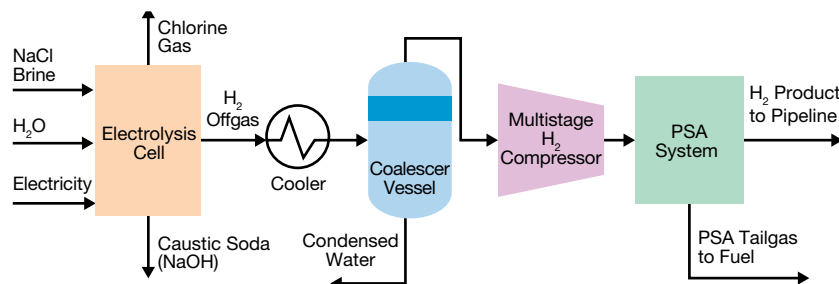 Chlorine
Gas
NaCl
Brine
H₂O
Electricity
Electrolysis
Cell
Caustic Soda
(NaOH)
H₂
Offgas
Cooler
Coalescer
Vessel
Condensed
Water
Multistage
H₂
Compressor
PSA
System
H₂ Product
to Pipeline
PSA Tailgas
to Fuel